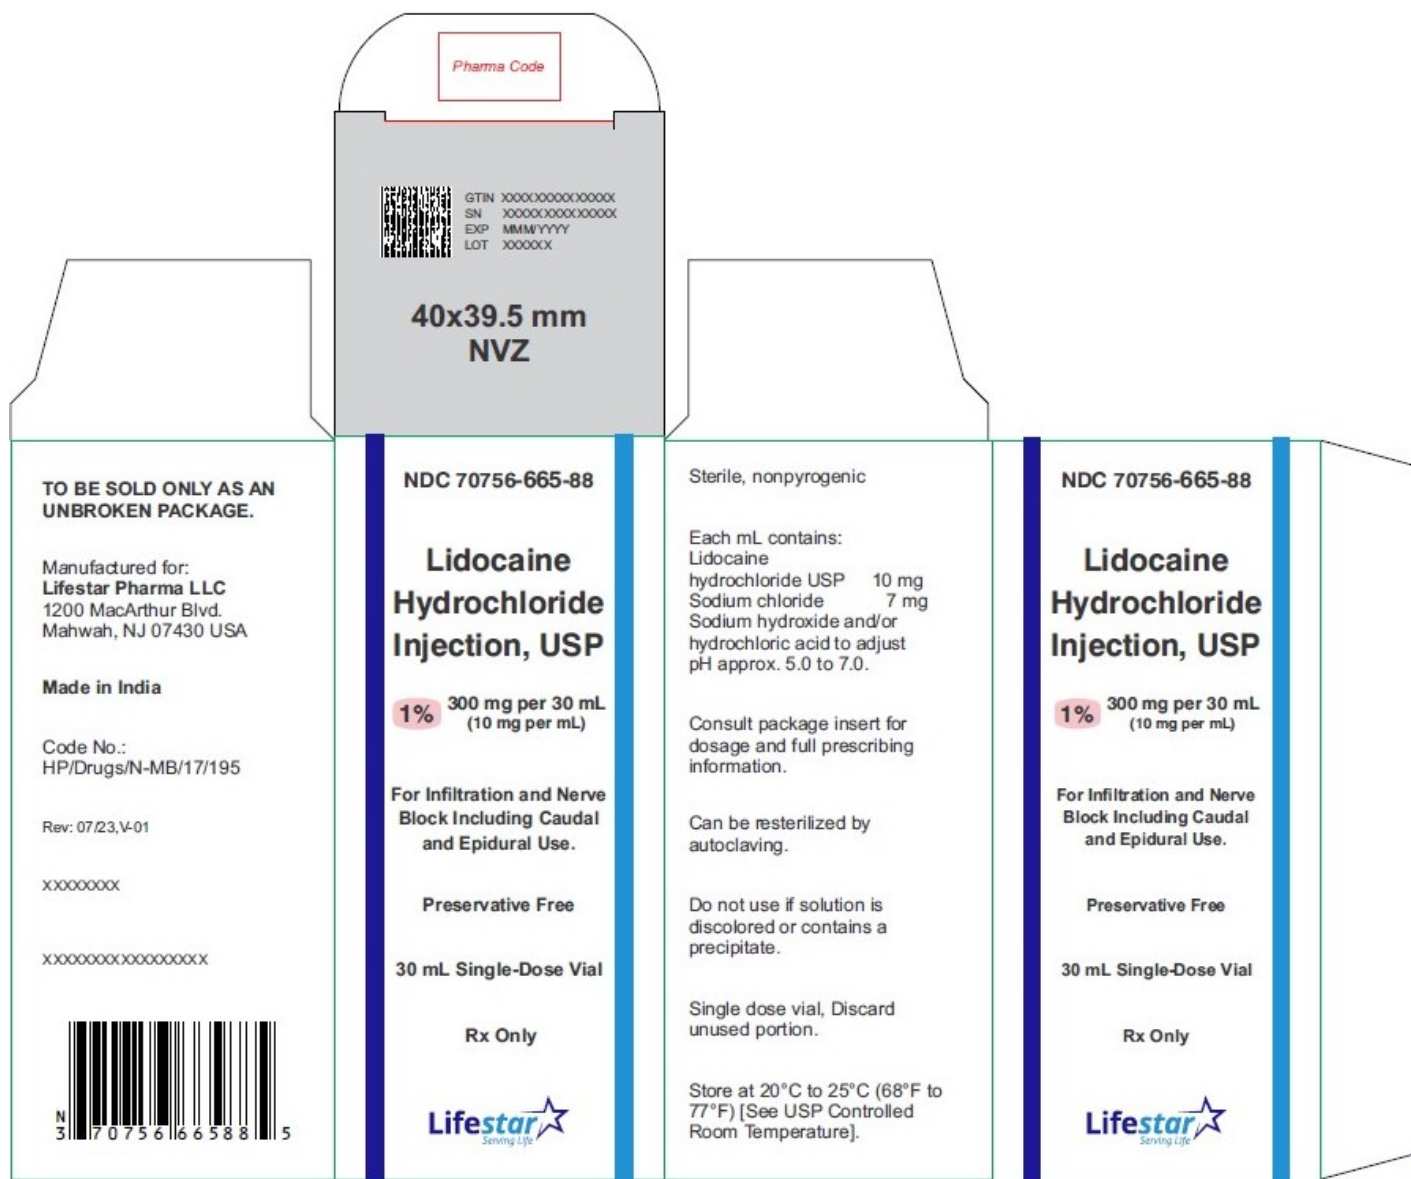 Pharma Code
GTIN XXXXXXXXXXXXXX
SN XXXXXXXXXXXXXX
EXP MMM/YYYY
LOT XXXXXX
40x39.5 mm
NVZ
TO BE SOLD ONLY AS AN
UNBROKEN PACKAGE.
Manufactured for:
Lifestar Pharma LLC
1200 MacArthur Blvd.
Mahwah, NJ 07430 USA
Made in India
Code No.:
HP/Drugs/N-MB/17/195
Rev: 07/23,V-01
XXXXXXXX
XXXXXXXXXXXXXXXXX
N
3 70756 66588 5
NDC 70756-665-88
Lidocaine
Hydrochloride
Injection, USP
1% 300 mg per 30 mL
(10 mg per mL)
For Infiltration and Nerve
Block Including Caudal
and Epidural Use.
Preservative Free
30 mL Single-Dose Vial
Rx Only
Lifestar
Serving Life
Sterile, nonpyrogenic
Each mL contains:
Lidocaine
hydrochloride USP 10 mg
Sodium chloride 7 mg
Sodium hydroxide and/or
hydrochloric acid to adjust
pH approx. 5.0 to 7.0.
Consult package insert for
dosage and full prescribing
information.
Can be resterilized by
autoclaving.
Do not use if solution is
discolored or contains a
precipitate.
Single dose vial, Discard
unused portion.
Store at 20°C to 25°C (68°F to
77°F) [See USP Controlled
Room Temperature].
NDC 70756-665-88
Lidocaine
Hydrochloride
Injection, USP
1% 300 mg per 30 mL
(10 mg per mL)
For Infiltration and Nerve
Block Including Caudal
and Epidural Use.
Preservative Free
30 mL Single-Dose Vial
Rx Only
Lifestar
Serving Life